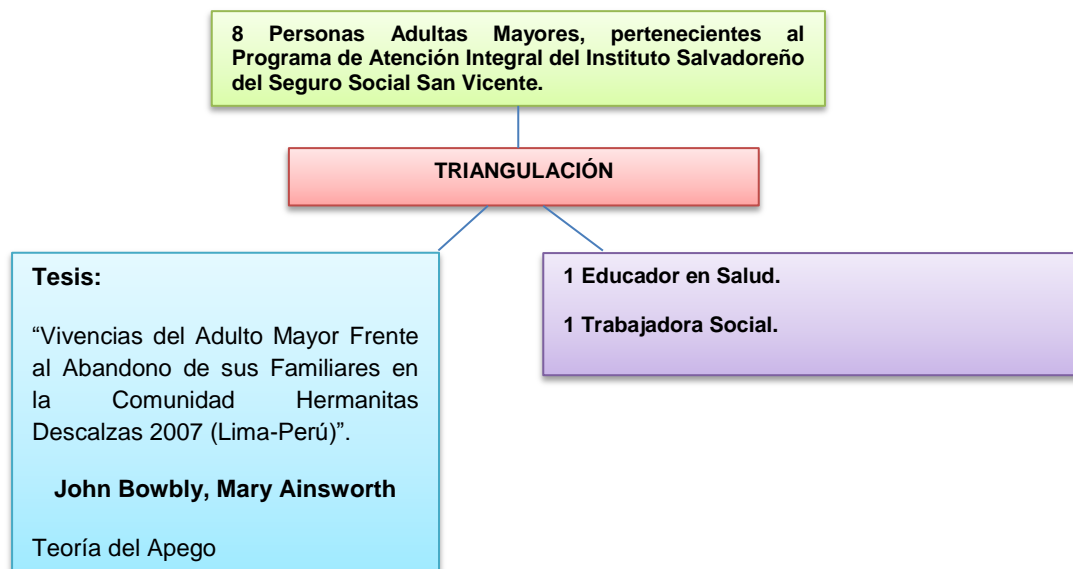 8 Personas Adultas Mayores, pertenecientes al
Programa de Atención Integral del Instituto Salvadoreño
del Seguro Social San Vicente.
TRIANGULACIÓN
Tesis:
“Vivencias del Adulto Mayor Frente
al Abandono de sus Familiares en
la Comunidad Hermanitas
Descalzas 2007 (Lima-Perú)”.
John Bowbly, Mary Ainsworth
Teoría del Apego
1 Educador en Salud.
1 Trabajadora Social.